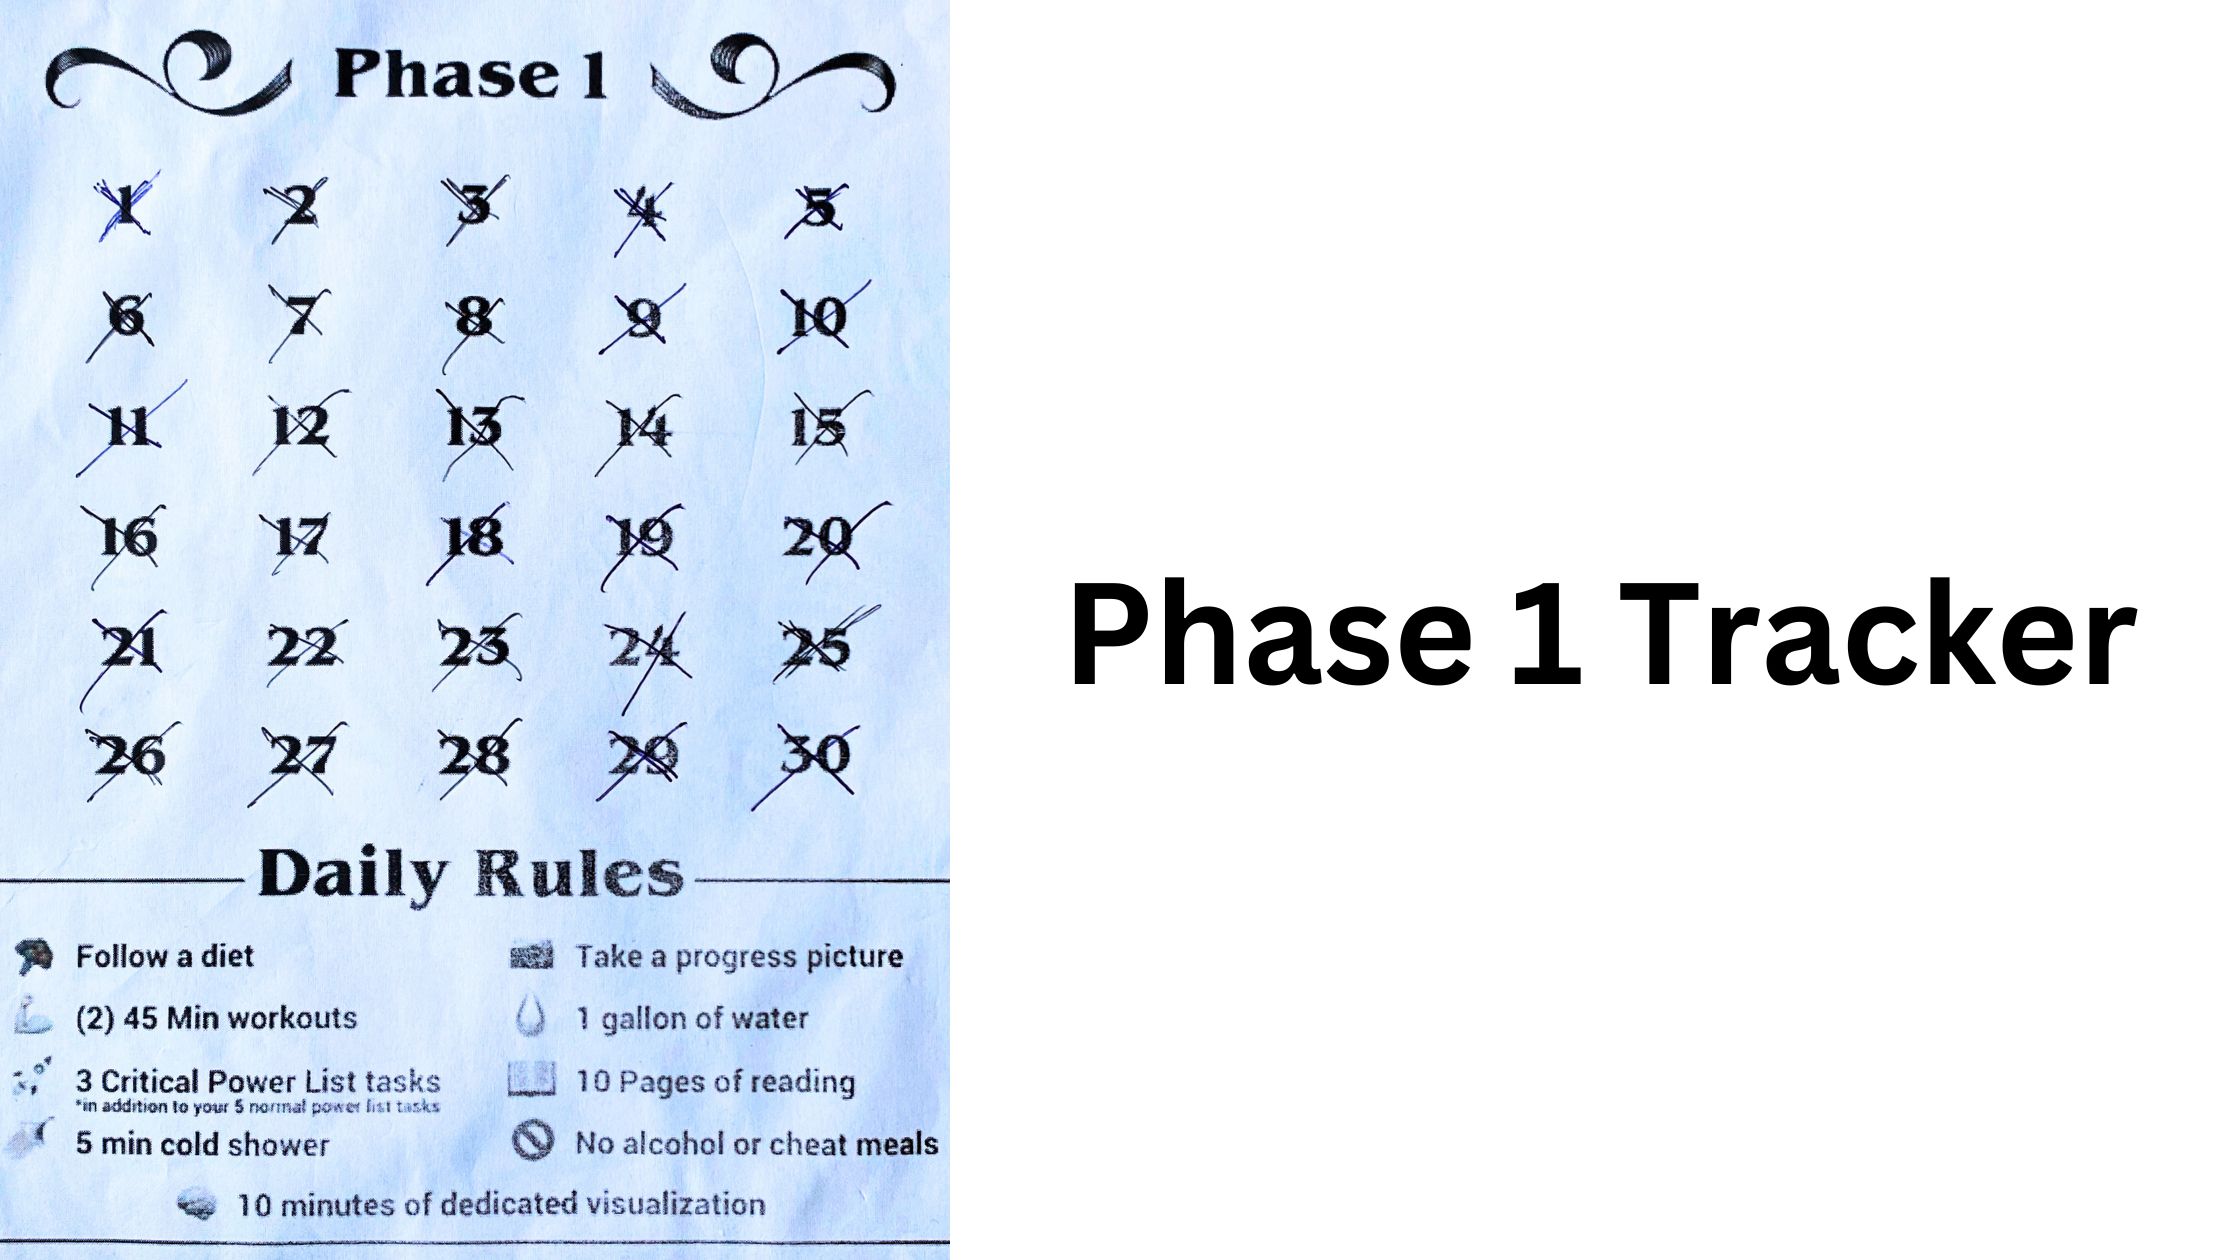 Phase 1
1 2 3 4 5
6 7 8 9 10
11 12 13 14 15
16 17 18 19 20
21 22 23 24 25
26 27 28 29 30
Daily Rules
Follow a diet
Take a progress picture
(2) 45 Min workouts
1 gallon of water
3 Critical Power List tasks
*in addition to your 5 normal power list tasks
10 Pages of reading
5 min cold shower
No alcohol or cheat meals
10 minutes of dedicated visualization
Phase 1 Tracker